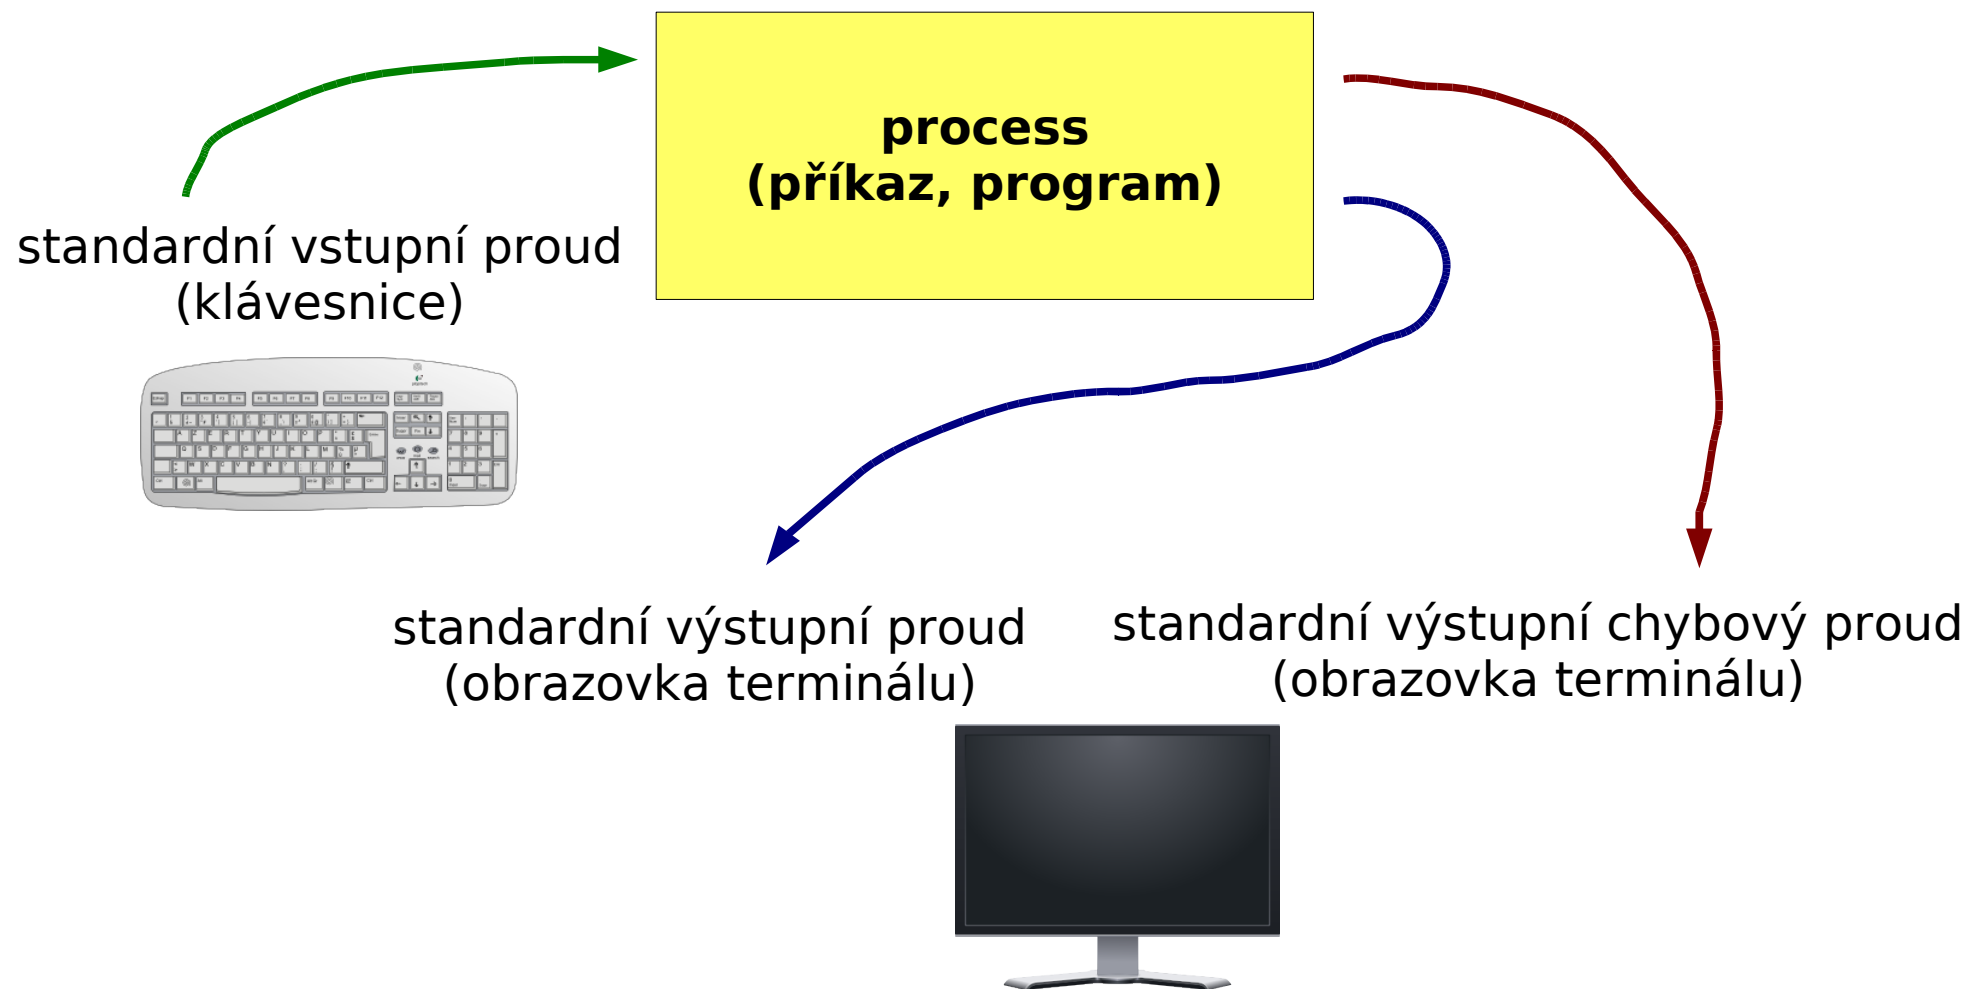 process
(příkaz, program)
standardní vstupní proud
(klávesnice)
standardní výstupní proud
(obrazovka terminálu)
standardní výstupní chybový proud
(obrazovka terminálu)